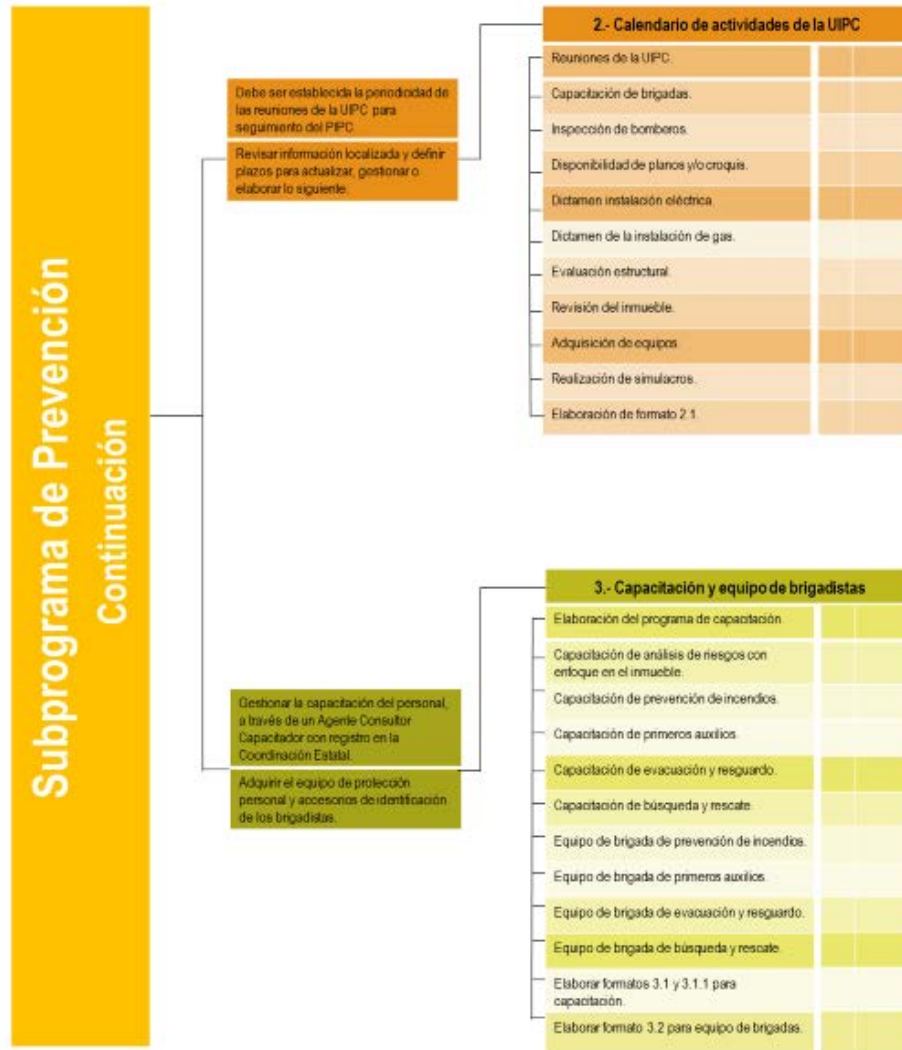 Subprograma de Prevención
Continuación
Debe ser establecida la periodicidad de
las reuniones de la UIPC para
seguimiento del PIPC
Revisar información localizada y definir
plazos para actualizar, gestionar o
elaborar lo siguiente.
2.- Calendario de actividades de la UIPC
Reuniones de la UIPC.
Capacitación de brigadas.
Inspección de bomberos.
Disponibilidad de planos y/o croquis.
Dictamen instalación eléctrica.
Dictamen de la instalación de gas.
Evaluación estructural.
Revisión del inmueble.
Adquisición de equipos.
Realización de simulacros.
Elaboración de formato 2.1.
Gestionar la capacitación del personal,
a través de un Agente Consultor
Capacitador con registro en la
Coordinación Estatal.
Adquirir el equipo de protección
personal y accesorios de identificación
de los brigadistas.
3.- Capacitación y equipo de brigadistas
Elaboración del programa de capacitación.
Capacitación de análisis de riesgos con
enfoque en el inmueble.
Capacitación de prevención de incendios.
Capacitación de primeros auxilios.
Capacitación de evacuación y resguardo.
Capacitación de búsqueda y rescate.
Equipo de brigada de prevención de incendios.
Equipo de brigada de primeros auxilios.
Equipo de brigada de evacuación y resguardo.
Equipo de brigada de búsqueda y rescate.
Elaborar formatos 3.1 y 3.1.1 para
capacitación.
Elaborar formato 3.2 para equipo de brigadas.